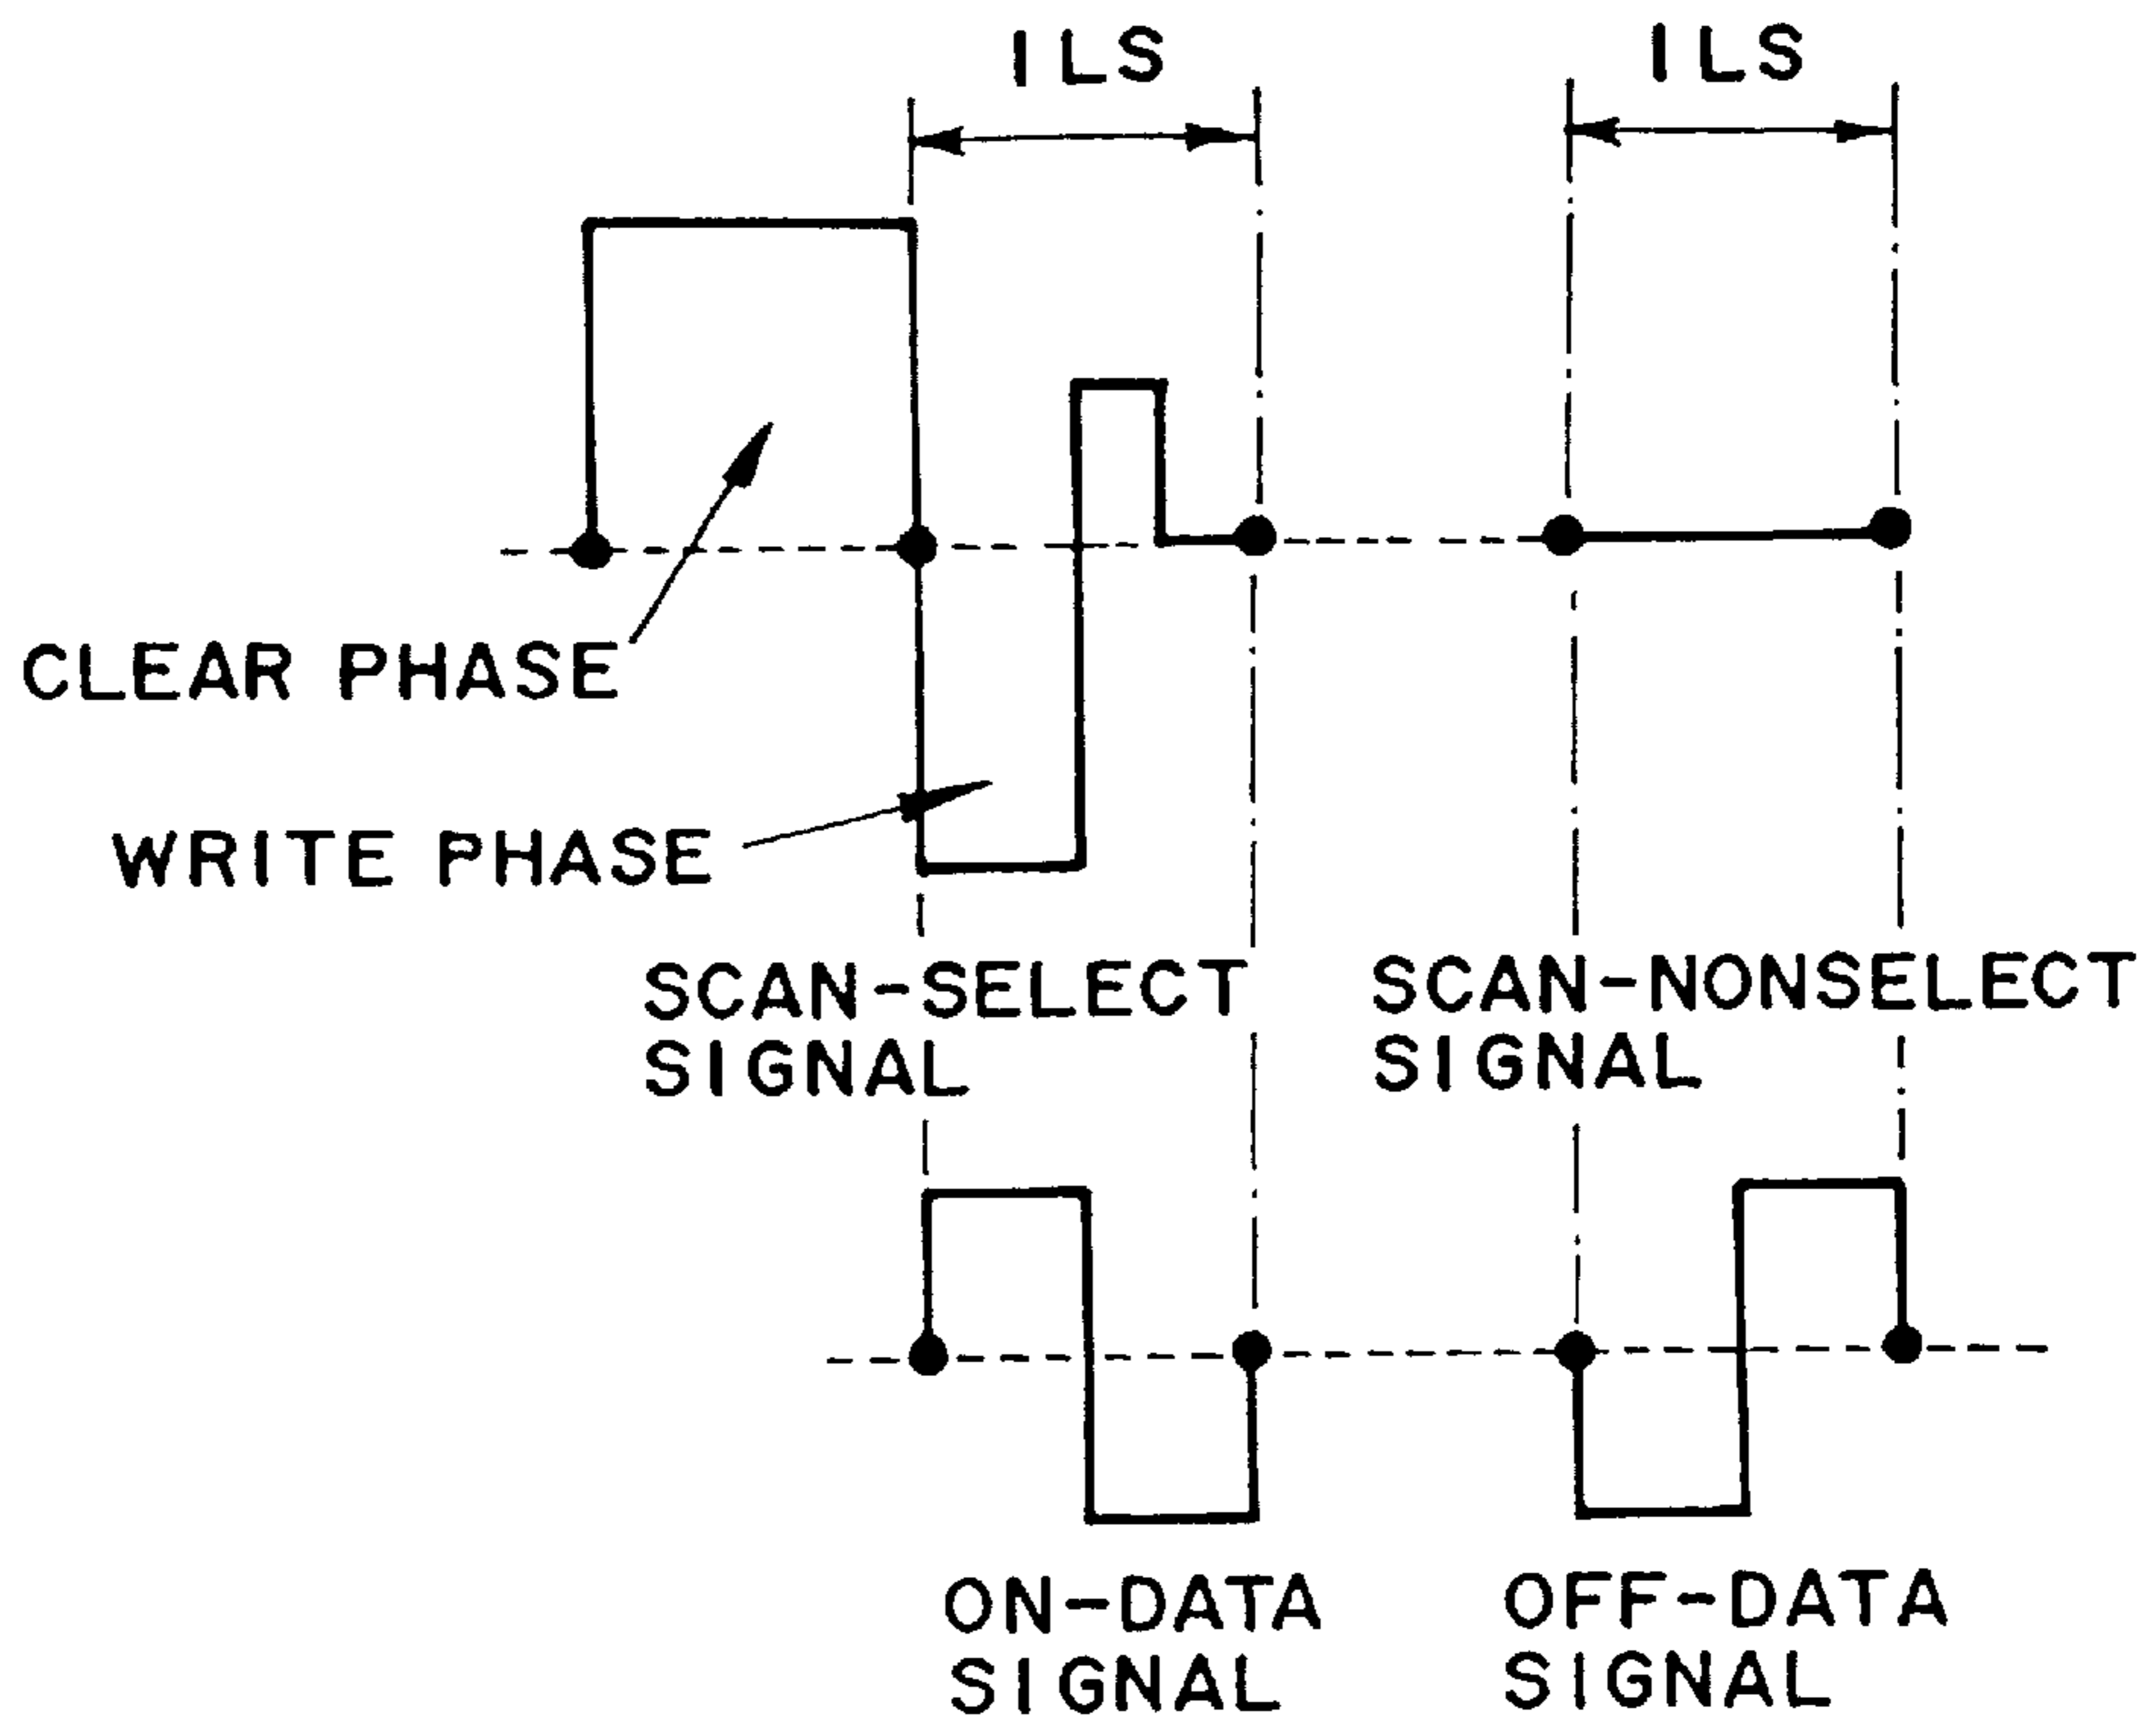 ILS
ILS
CLEAR PHASE
WRITE PHASE
SCAN-SELECT
SIGNAL
SCAN-NONSELECT
SIGNAL
ON-DATA
SIGNAL
OFF-DATA
SIGNAL